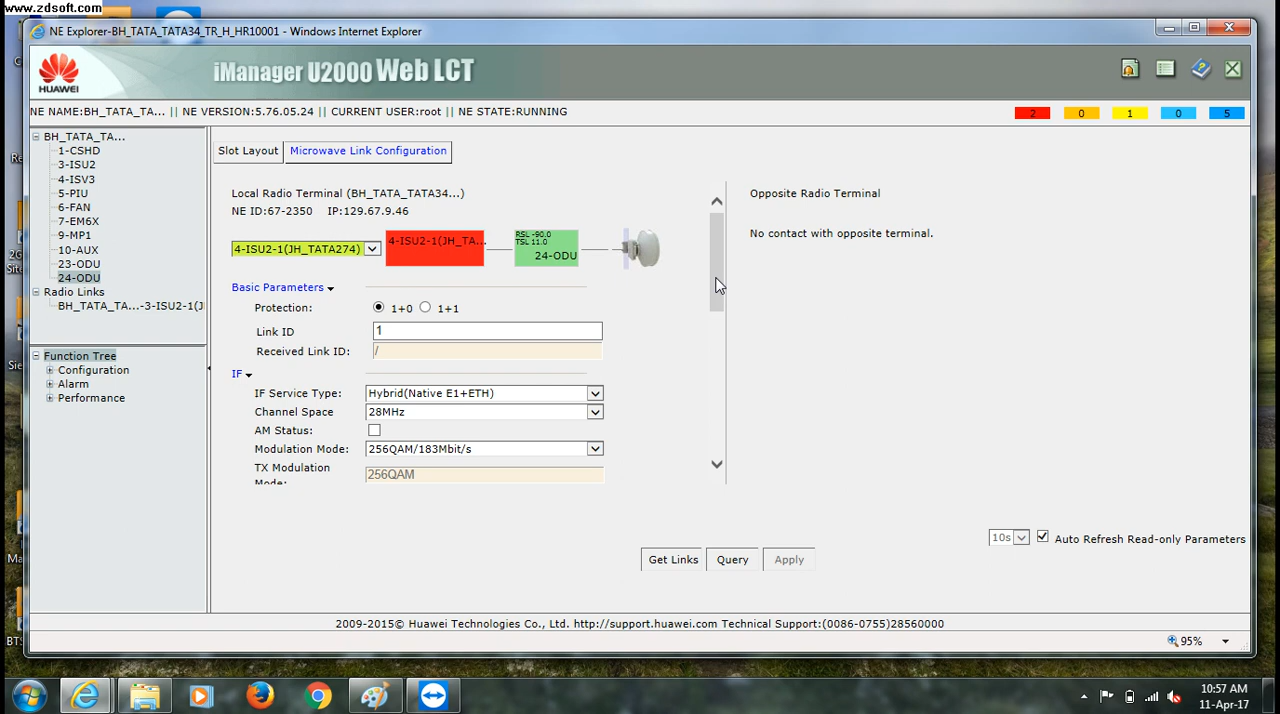 www.zdsoft.com
NE Explorer-BH_TATA_TATA34_TR_H_HR10001 - Windows Internet Explorer
HUAWEI
iManager U2000 Web LCT
NE NAME:BH_TATA_TA... || NE VERSION:5.76.05.24 || CURRENT USER:root || NE STATE:RUNNING
2 0 1 0 5
BH_TATA_TA...
1-CSHD
3-ISU2
4-ISV3
5-PIU
6-FAN
7-EM6X
9-MP1
10-AUX
23-ODU
24-ODU
Radio Links
BH_TATA_TA...-3-ISU2-1(J
Function Tree
Configuration
Alarm
Performance
Slot Layout Microwave Link Configuration
Local Radio Terminal (BH_TATA_TATA34...)
NE ID:67-2350 IP:129.67.9.46
4-ISU2-1(JH_TATA274)
4-ISU2-1(JH_TA...
RSL -90.0
TSL 11.0
24-ODU
Basic Parameters
Protection: 1+0 1+1
Link ID 1
Received Link ID: /
IF
IF Service Type: Hybrid(Native E1+ETH)
Channel Space 28MHz
AM Status:
Modulation Mode: 256QAM/183Mbit/s
TX Modulation
Mode:
256QAM
Opposite Radio Terminal
No contact with opposite terminal.
10s Auto Refresh Read-only Parameters
Get Links Query Apply
2009-2015© Huawei Technologies Co., Ltd. http://support.huawei.com Technical Support:(0086-0755)28560000
95%
10:57 AM
11-Apr-17